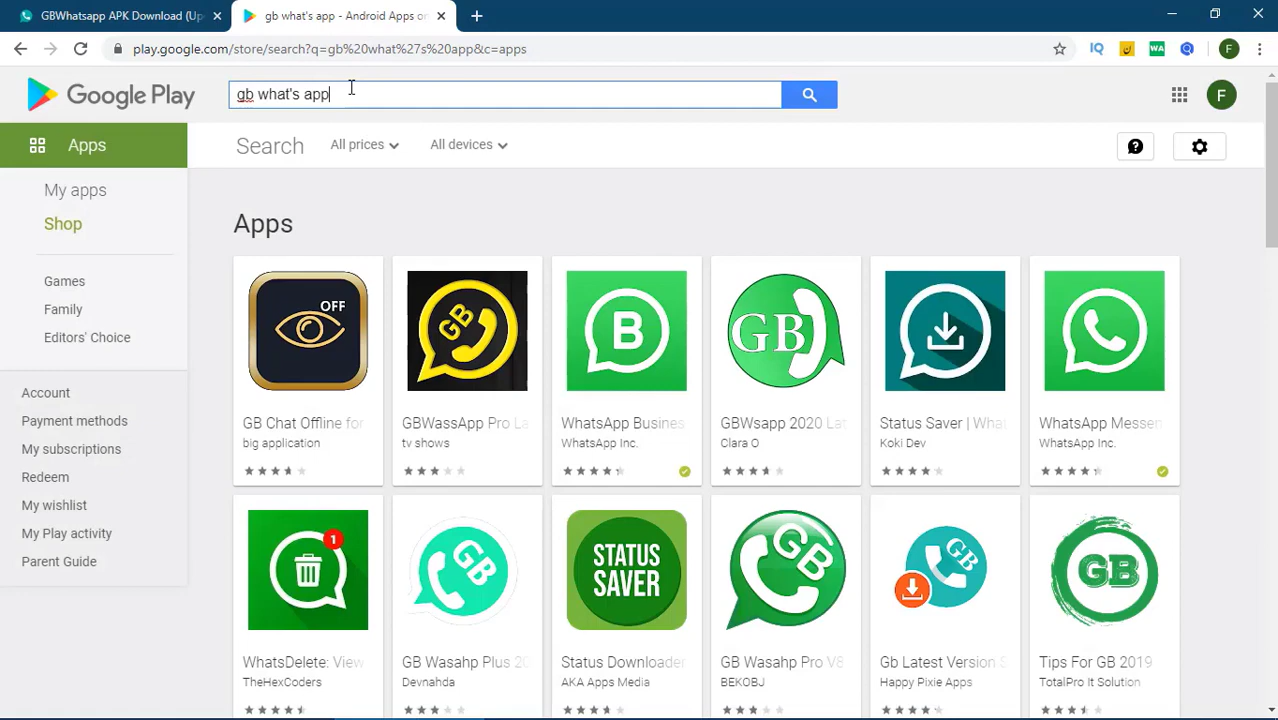 GBWhatsapp APK Download (Up
gb what's app - Android Apps on
play.google.com/store/search?q=gb%20what%27s%20app&c=apps
IQ
WA
F
Google Play
gb what's app
F
Apps
Search
All prices
All devices
My apps
Shop
Games
Family
Editors' Choice
Account
Payment methods
My subscriptions
Redeem
My wishlist
My Play activity
Parent Guide
Apps
OFF
GB
B
GB
GB Chat Offline for
big application
GBWassApp Pro La
tv shows
WhatsApp Busines
WhatsApp Inc.
GBWsapp 2020 Lat
Clara O
Status Saver | Wha
Koki Dev
WhatsApp Messen
WhatsApp Inc.
1
GB
STATUS
SAVER
GB
GB
GB
WhatsDelete: View
TheHexCoders
GB Wasahp Plus 20
Devnahda
Status Downloader
AKA Apps Media
GB Wasahp Pro V8
BEKOBJ
Gb Latest Version
Happy Pixie Apps
Tips For GB 2019
TotalPro It Solution